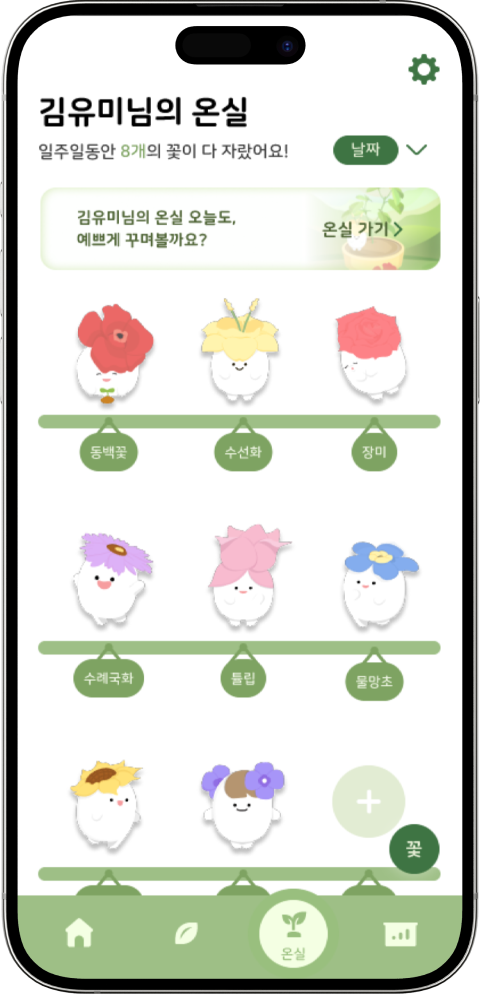 김유미님의 온실
일주일동안 8개의 꽃이 다 자랐어요!
날짜
김유미님의 온실 오늘도,
예쁘게 꾸며볼까요?
온실 가기
동백꽃
수선화
장미
수레국화
튤립
물망초
꽃
온실